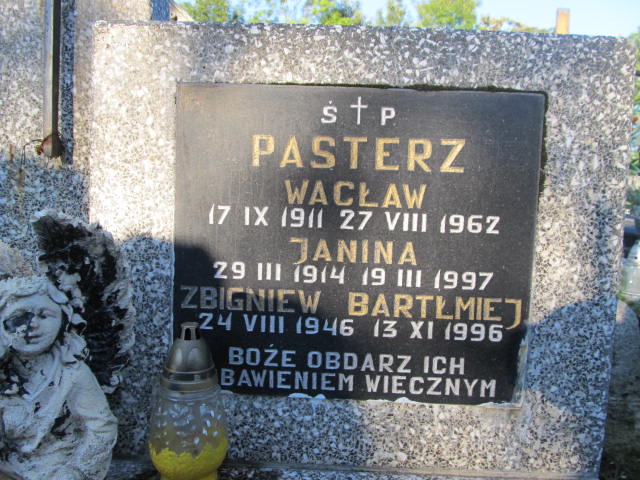 Ś † P
PASTERZ
WACŁAW
17 IX 1911 27 VIII 1962
JANINA
29 III 1914 19 III 1997
ZBIGNIEW BARTŁMIEJ
24 VIII 1946 13 XI 1996
BOŻE OBDARZ ICH
BAWIENIEM WIECZNYM